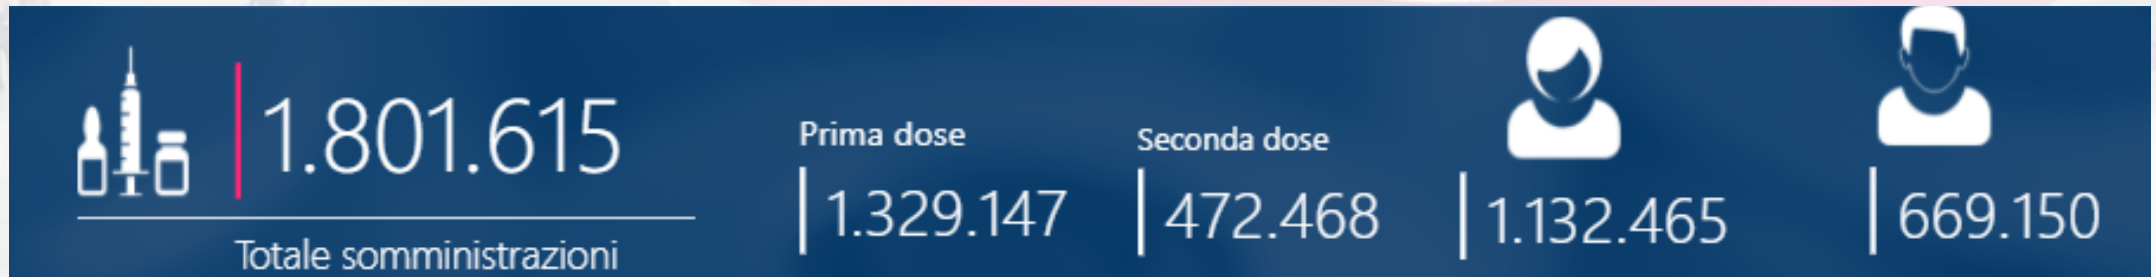 1.801.615
Totale somministrazioni
Prima dose
1.329.147
Seconda dose
472.468
1.132.465
669.150